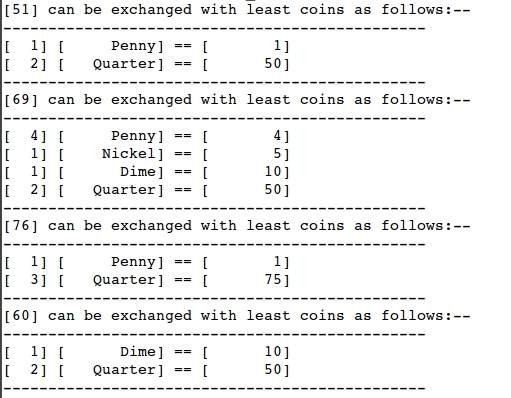 [51] can be exchanged with least coins as follows:--
-----------------------------------------------
[  1] [     Penny] == [       1]
[  2] [   Quarter] == [      50]
-----------------------------------------------
[69] can be exchanged with least coins as follows:--
-----------------------------------------------
[  4] [     Penny] == [       4]
[  1] [    Nickel] == [       5]
[  1] [      Dime] == [      10]
[  2] [   Quarter] == [      50]
-----------------------------------------------
[76] can be exchanged with least coins as follows:--
-----------------------------------------------
[  1] [     Penny] == [       1]
[  3] [   Quarter] == [      75]
-----------------------------------------------
[60] can be exchanged with least coins as follows:--
-----------------------------------------------
[  1] [      Dime] == [      10]
[  2] [   Quarter] == [      50]
-----------------------------------------------